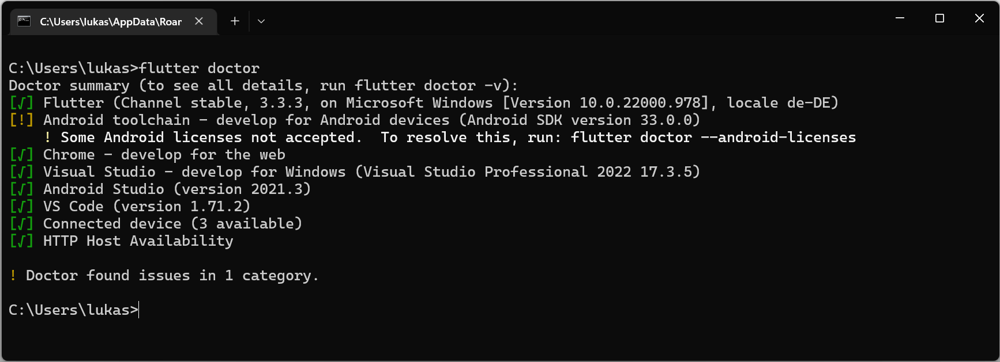 C:\Users\lukas\AppData\Roar
C:\Users\lukas>flutter doctor
Doctor summary (to see all details, run flutter doctor -v):
[√] Flutter (Channel stable, 3.3.3, on Microsoft Windows [Version 10.0.22000.978], locale de-DE)
[!] Android toolchain - develop for Android devices (Android SDK version 33.0.0)
    ! Some Android licenses not accepted.  To resolve this, run: flutter doctor --android-licenses
[√] Chrome - develop for the web
[√] Visual Studio - develop for Windows (Visual Studio Professional 2022 17.3.5)
[√] Android Studio (version 2021.3)
[√] VS Code (version 1.71.2)
[√] Connected device (3 available)
[√] HTTP Host Availability
! Doctor found issues in 1 category.
C:\Users\lukas>